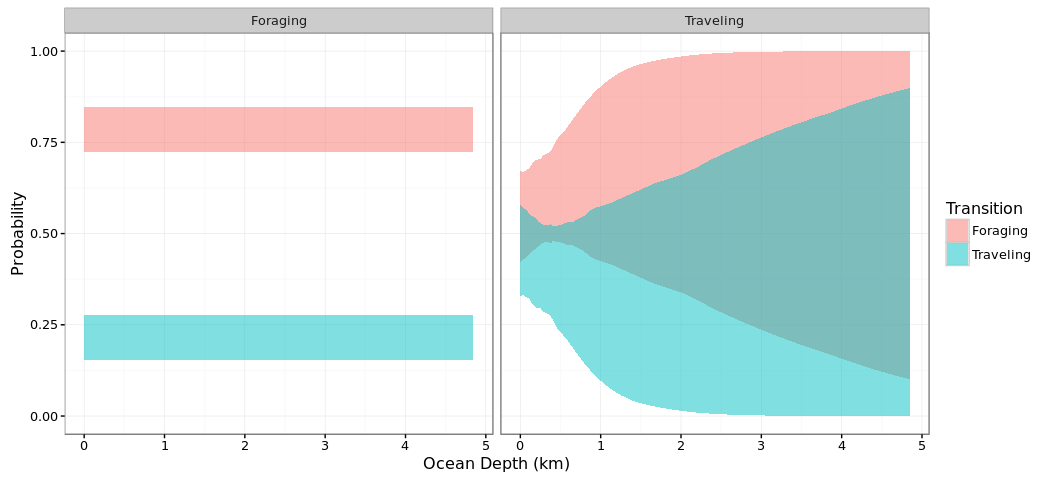 Foraging
Traveling
1.00
0.75
0.50
0.25
0.00
Probability
0 1 2 3 4 5
0 1 2 3 4 5
Ocean Depth (km)
Transition
Foraging
Traveling